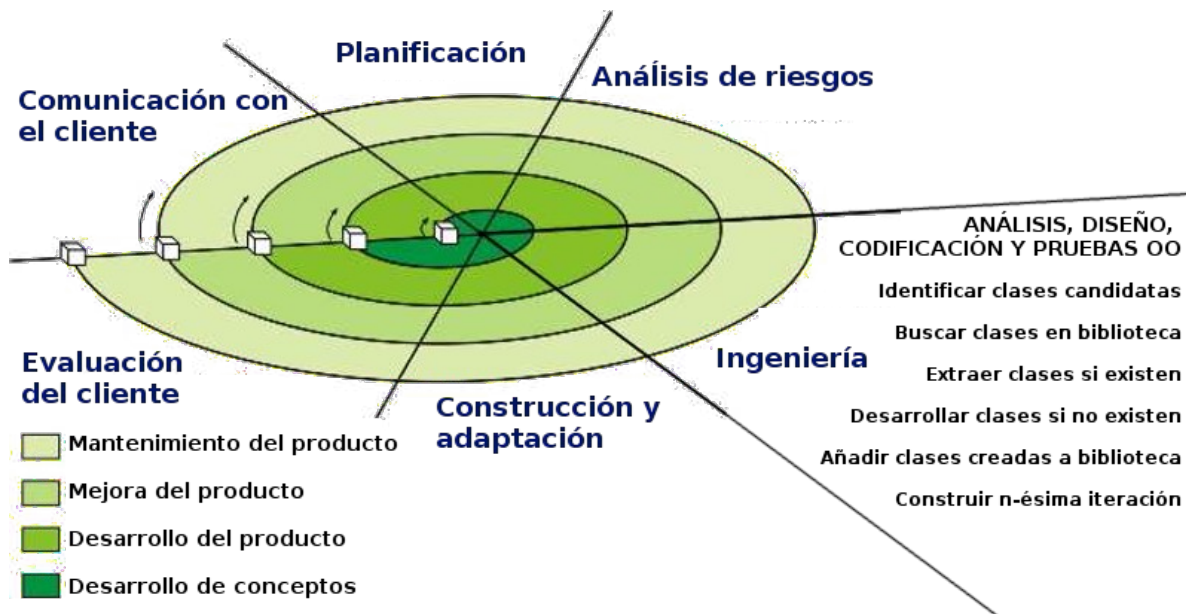 Planificación
Análisis de riesgos
Comunicación con
el cliente
ANÁLISIS, DISEÑO,
CODIFICACIÓN Y PRUEBAS OO
Identificar clases candidatas
Buscar clases en biblioteca
Extraer clases si existen
Desarrollar clases si no existen
Añadir clases creadas a biblioteca
Construir n-ésima iteración
Ingeniería
Construcción y
adaptación
Evaluación
del cliente
Mantenimiento del producto
Mejora del producto
Desarrollo del producto
Desarrollo de conceptos